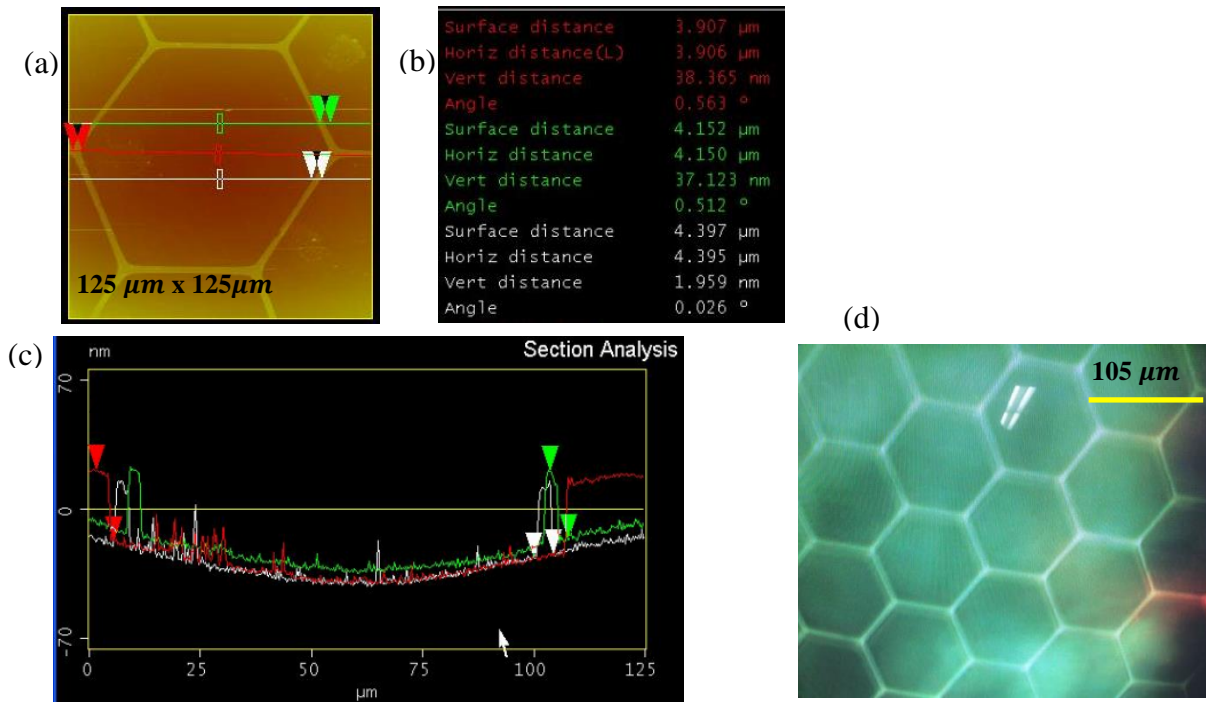 (a)
125 μm x 125μm
(b)
Surface distance 3.907 μm
Horiz distance(L) 3.906 μm
Vert distance 38.365 nm
Angle 0.563 °
Surface distance 4.152 μm
Horiz distance 4.150 μm
Vert distance 37.123 nm
Angle 0.512 °
Surface distance 4.397 μm
Horiz distance 4.395 μm
Vert distance 1.959 nm
Angle 0.026 °
(c)
nm
Section Analysis
70
0
-70
0 25 50 75 100 125
μm
(d)
105 μm